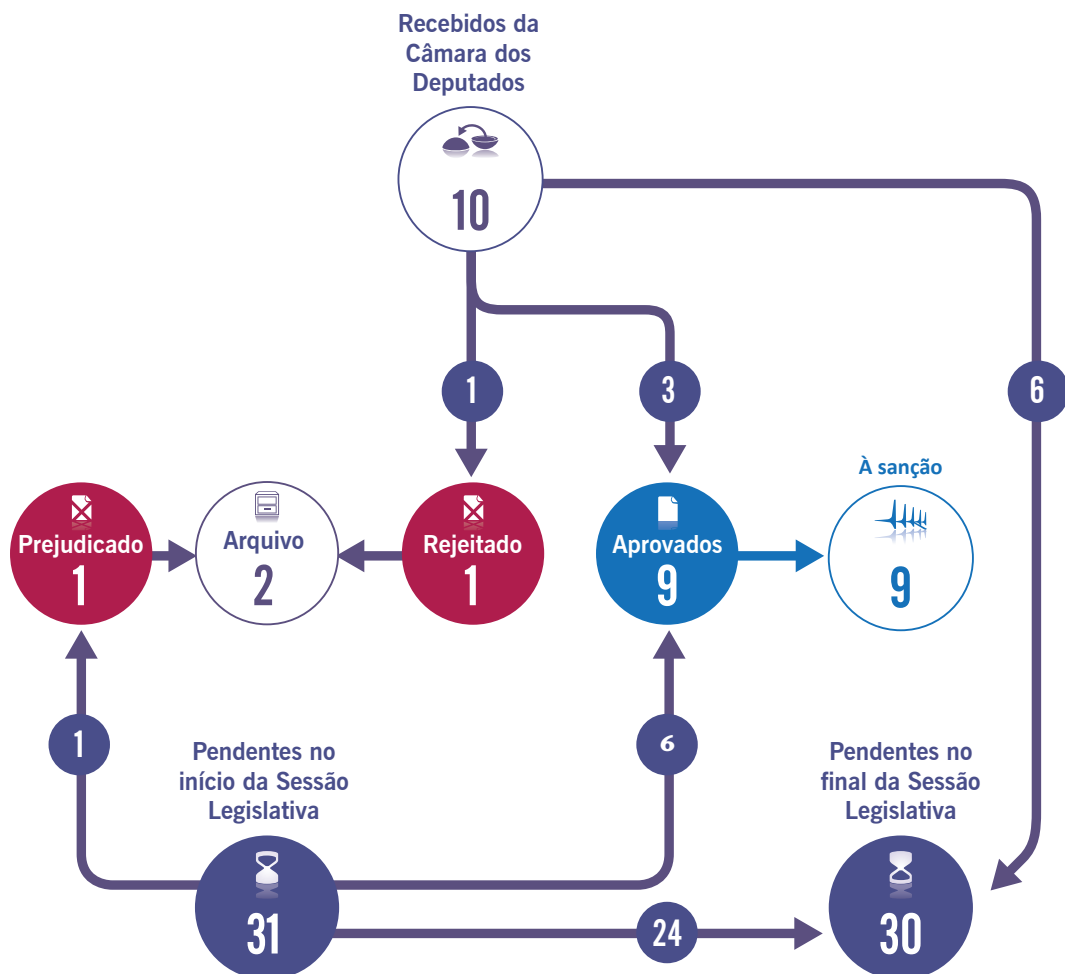 Recebidos da
Câmara dos
Deputados
10
1
3
6
À sanção
Prejudicado
1
Arquivo
2
Rejeitado
1
Aprovados
9
9
1
6
Pendentes no
início da Sessão
Legislativa
31
24
Pendentes no
final da Sessão
Legislativa
30